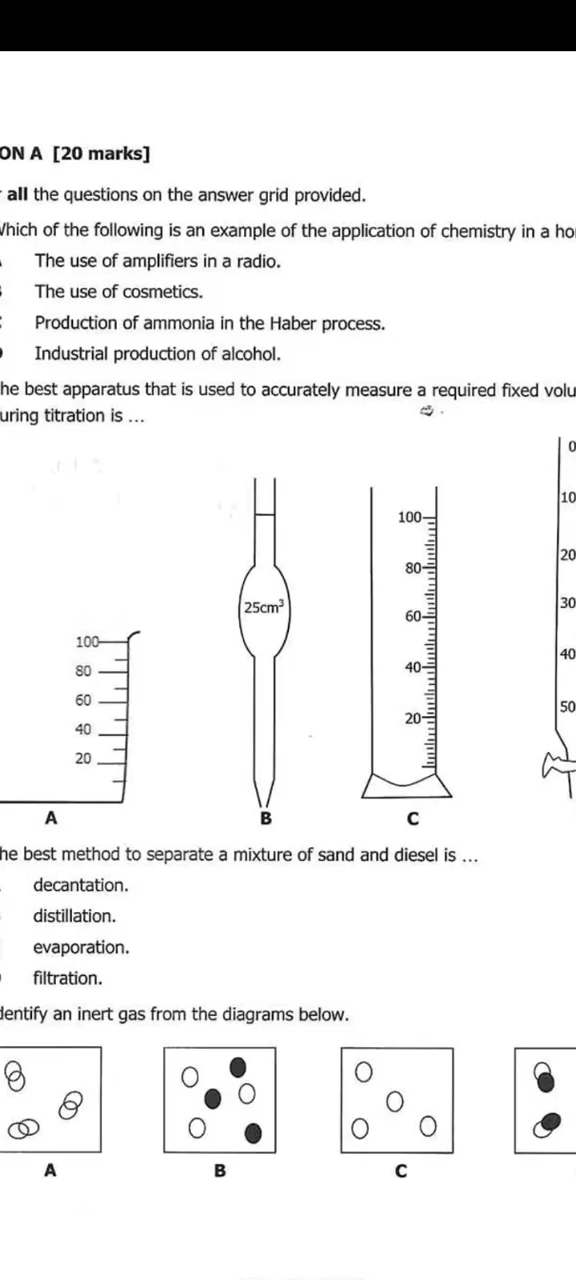 ON A [20 marks]
all the questions on the answer grid provided.
Which of the following is an example of the application of chemistry in a
The use of amplifiers in a radio.
The use of cosmetics.
Production of ammonia in the Haber process.
Industrial production of alcohol.
he best apparatus that is used to accurately measure a required fixed volu
uring titration is ...
0
100 10
80 20
25cm³ 60 30
100 40 40
80 20 50
60
40
20
A B C
he best method to separate a mixture of sand and diesel is ...
decantation.
distillation.
evaporation.
filtration.
dentify an inert gas from the diagrams below.
A B C